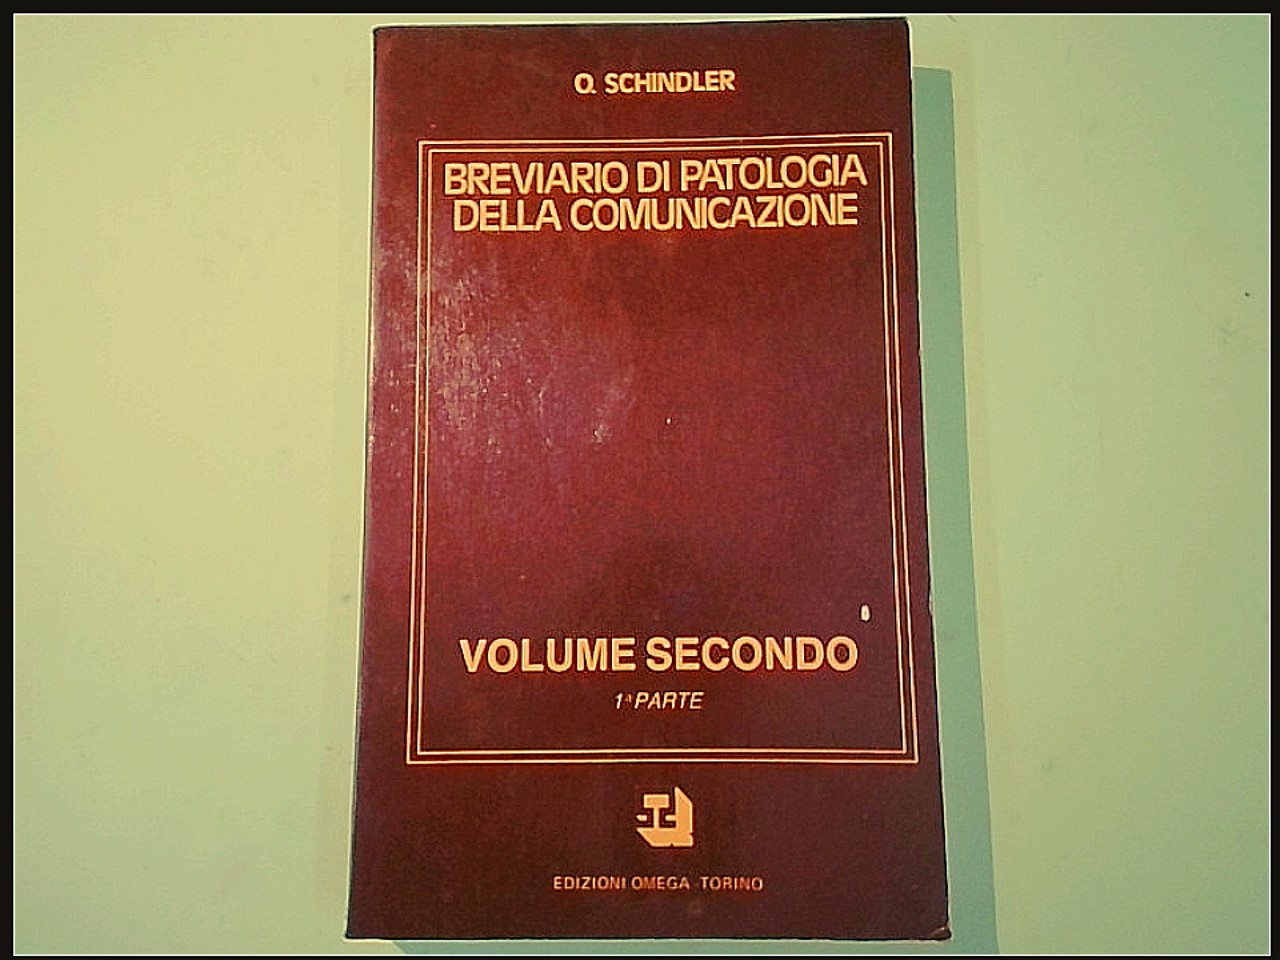 O. SCHINDLER
BREVIARIO DI PATOLOGIA
DELLA COMUNICAZIONE
VOLUME SECONDO
1ª PARTE
EDIZIONI OMEGA - TORINO